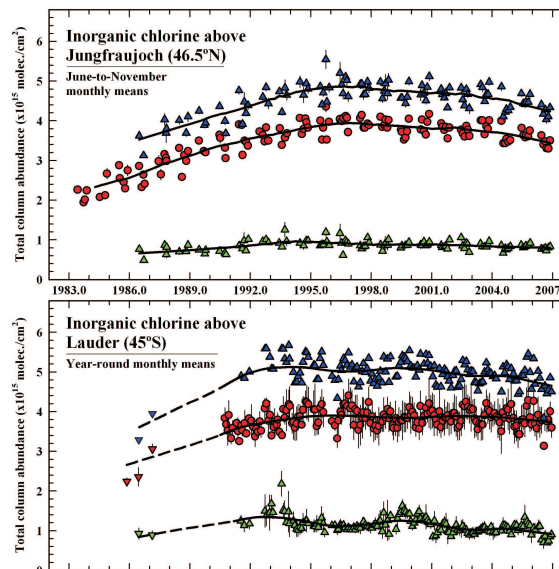 Inorganic chlorine above
Jungfraujoch (46.5ºN)
June-to-November
monthly means
Total column abundance (x10¹⁵ molec./cm²)
6
5
4
3
2
1
0
1983.0 1986.0 1989.0 1992.0 1995.0 1998.0 2001.0 2004.0 2007.0
Inorganic chlorine above
Lauder (45°S)
Year-round monthly means
Total column abundance (x10¹⁵ molec./cm²)
6
5
4
3
2
1
0